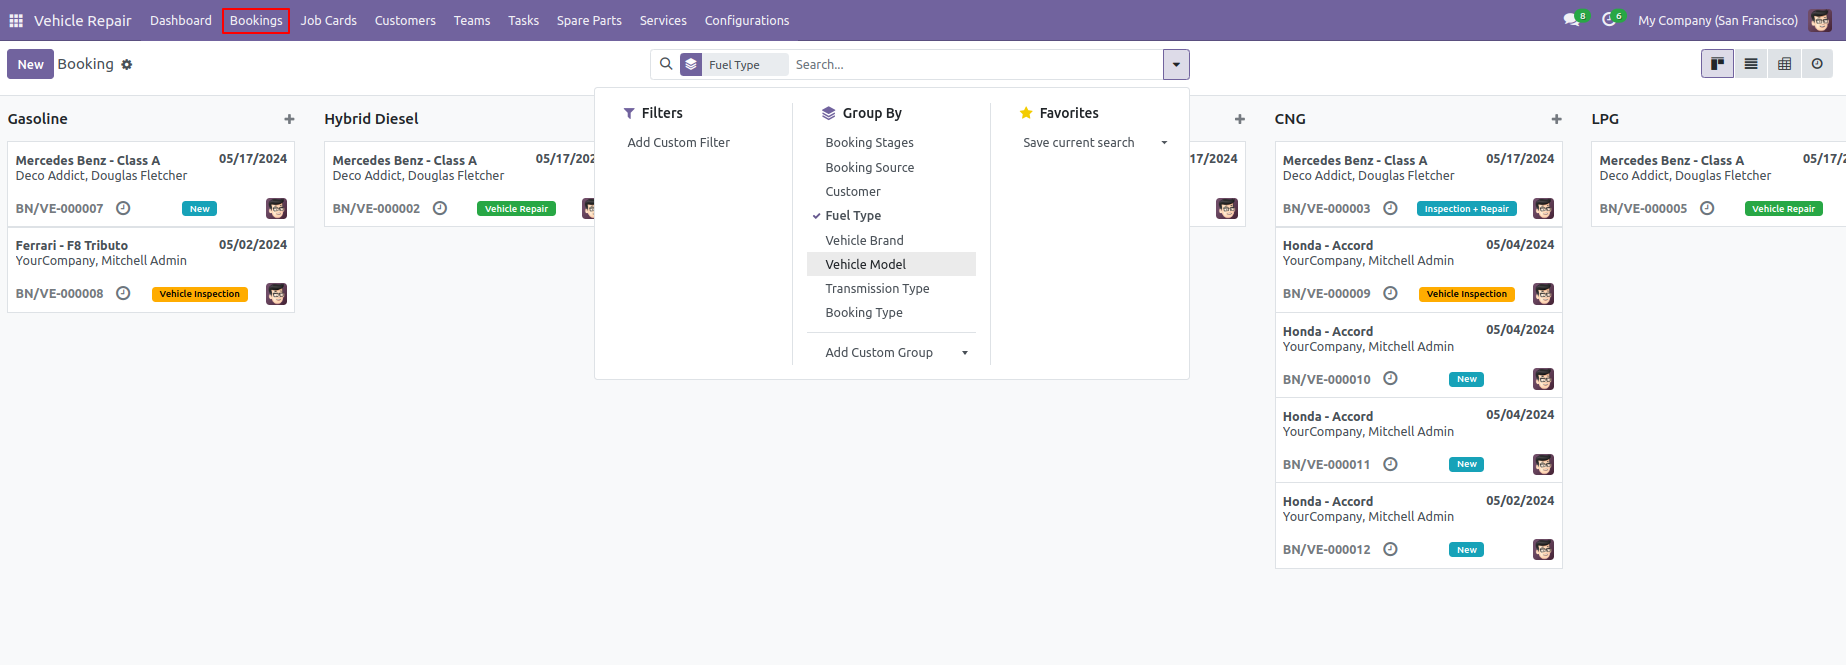 Vehicle Repair Dashboard Bookings Job Cards Customers Teams Tasks Spare Parts Services Configurations 8 6 My Company (San Francisco)
New Booking Fuel Type Search...
Gasoline
Mercedes Benz - Class A 05/17/2024
Deco Addict, Douglas Fletcher
BN/VE-000007 New
Ferrari - F8 Tributo 05/02/2024
YourCompany, Mitchell Admin
BN/VE-000008 Vehicle Inspection
Hybrid Diesel
Mercedes Benz - Class A 05/17/202
Deco Addict, Douglas Fletcher
BN/VE-000002 Vehicle Repair
Filters
Add Custom Filter
Group By
Booking Stages
Booking Source
Customer
Fuel Type
Vehicle Brand
Vehicle Model
Transmission Type
Booking Type
Add Custom Group
Favorites
Save current search
17/2024
CNG
Mercedes Benz - Class A 05/17/2024
Deco Addict, Douglas Fletcher
BN/VE-000003 Inspection + Repair
Honda - Accord 05/04/2024
YourCompany, Mitchell Admin
BN/VE-000009 Vehicle Inspection
Honda - Accord 05/04/2024
YourCompany, Mitchell Admin
BN/VE-000010 New
Honda - Accord 05/04/2024
YourCompany, Mitchell Admin
BN/VE-000011 New
Honda - Accord 05/02/2024
YourCompany, Mitchell Admin
BN/VE-000012 New
LPG
Mercedes Benz - Class A 05/17/2
Deco Addict, Douglas Fletcher
BN/VE-000005 Vehicle Repair